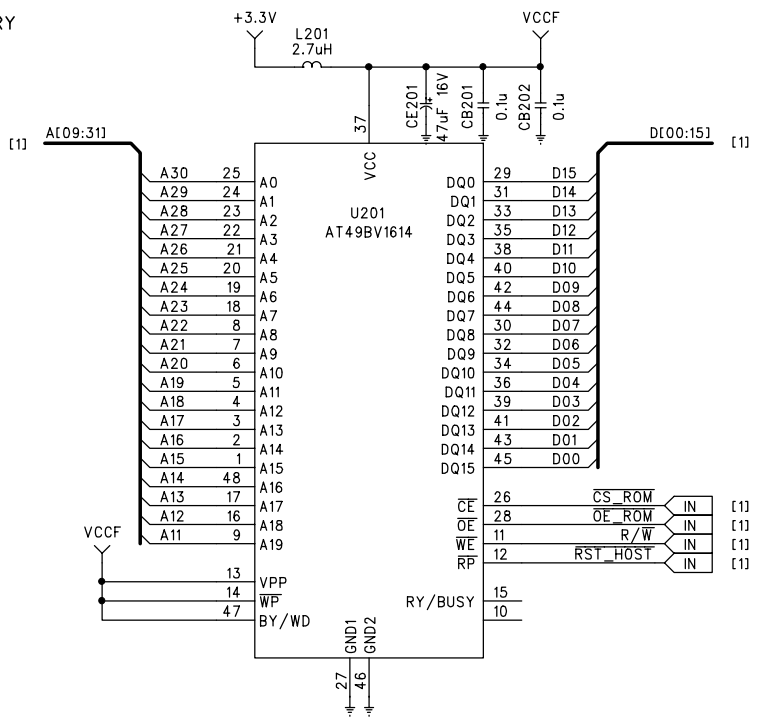 RY
+3.3V
VCCF
L201
2.7uH
CE201
47uF 16V
CB201
0.1u
CB202
0.1u
37
VCC
[1]
A[09:31]
D[00:15]
[1]
U201
AT49BV1614
A30 25 A0
A29 24 A1
A28 23 A2
A27 22 A3
A26 21 A4
A25 20 A5
A24 19 A6
A23 18 A7
A22 8 A8
A21 7 A9
A20 6 A10
A19 5 A11
A18 4 A12
A17 3 A13
A16 2 A14
A15 1 A15
A14 48 A16
A13 17 A17
A12 16 A18
A11 9 A19
DQ0 29 D15
DQ1 31 D14
DQ2 33 D13
DQ3 35 D12
DQ4 38 D11
DQ5 40 D10
DQ6 42 D09
DQ7 44 D08
DQ8 30 D07
DQ9 32 D06
DQ10 34 D05
DQ11 36 D04
DQ12 39 D03
DQ13 41 D02
DQ14 43 D01
DQ15 45 D00
CE 26 CS_ROM IN [1]
OE 28 OE_ROM IN [1]
WE 11 R/W IN [1]
RP 12 RST_HOST IN [1]
VCCF
13 VPP
14 WP
47 BY/WD
RY/BUSY 15
10
GND1
GND2
27
46